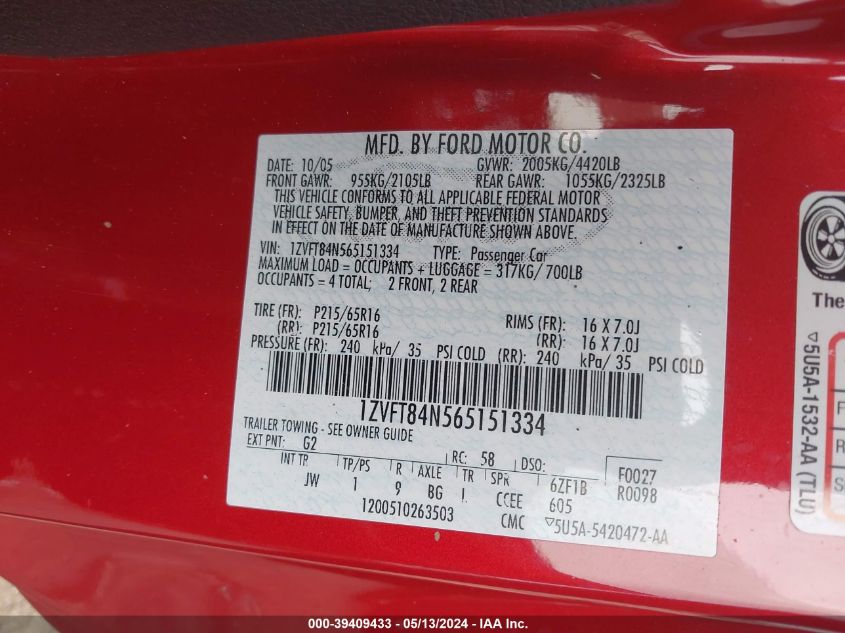 MFD. BY FORD MOTOR CO.
DATE: 10/05 GVWR: 2005KG/4420LB
FRONT GAWR: 955KG/2105LB REAR GAWR: 1055KG/2325LB
THIS VEHICLE CONFORMS TO ALL APPLICABLE FEDERAL MOTOR
VEHICLE SAFETY, BUMPER, AND THEFT PREVENTION STANDARDS
IN EFFECT ON THE DATE OF MANUFACTURE SHOWN ABOVE.
VIN: 1ZVFT84N565151334 TYPE: Passenger Car
MAXIMUM LOAD = OCCUPANTS + LUGGAGE = 317KG/ 700LB
OCCUPANTS = 4 TOTAL; 2 FRONT, 2 REAR
TIRE (FR): P215/65R16 RIMS (FR): 16 X 7.0J
(RR): P215/65R16 (RR): 16 X 7.0J
PRESSURE (FR): 240 kPa/ 35 PSI COLD (RR): 240 kPa/ 35 PSI COLD
1ZVFT84N565151334
TRAILER TOWING - SEE OWNER GUIDE
EXT PNT: G2 RC: 58 DSO: F0027
INT TR TP/PS R AXLE TR SPR 6ZF1B R0098
JW 1 9 BG I CCEE 605
1200510263503 CMC ▽5U5A-5420472-AA
The
▽5U5A-1532-AA (TLU)
F
R
S
000-39409433 - 05/13/2024 - IAA Inc.